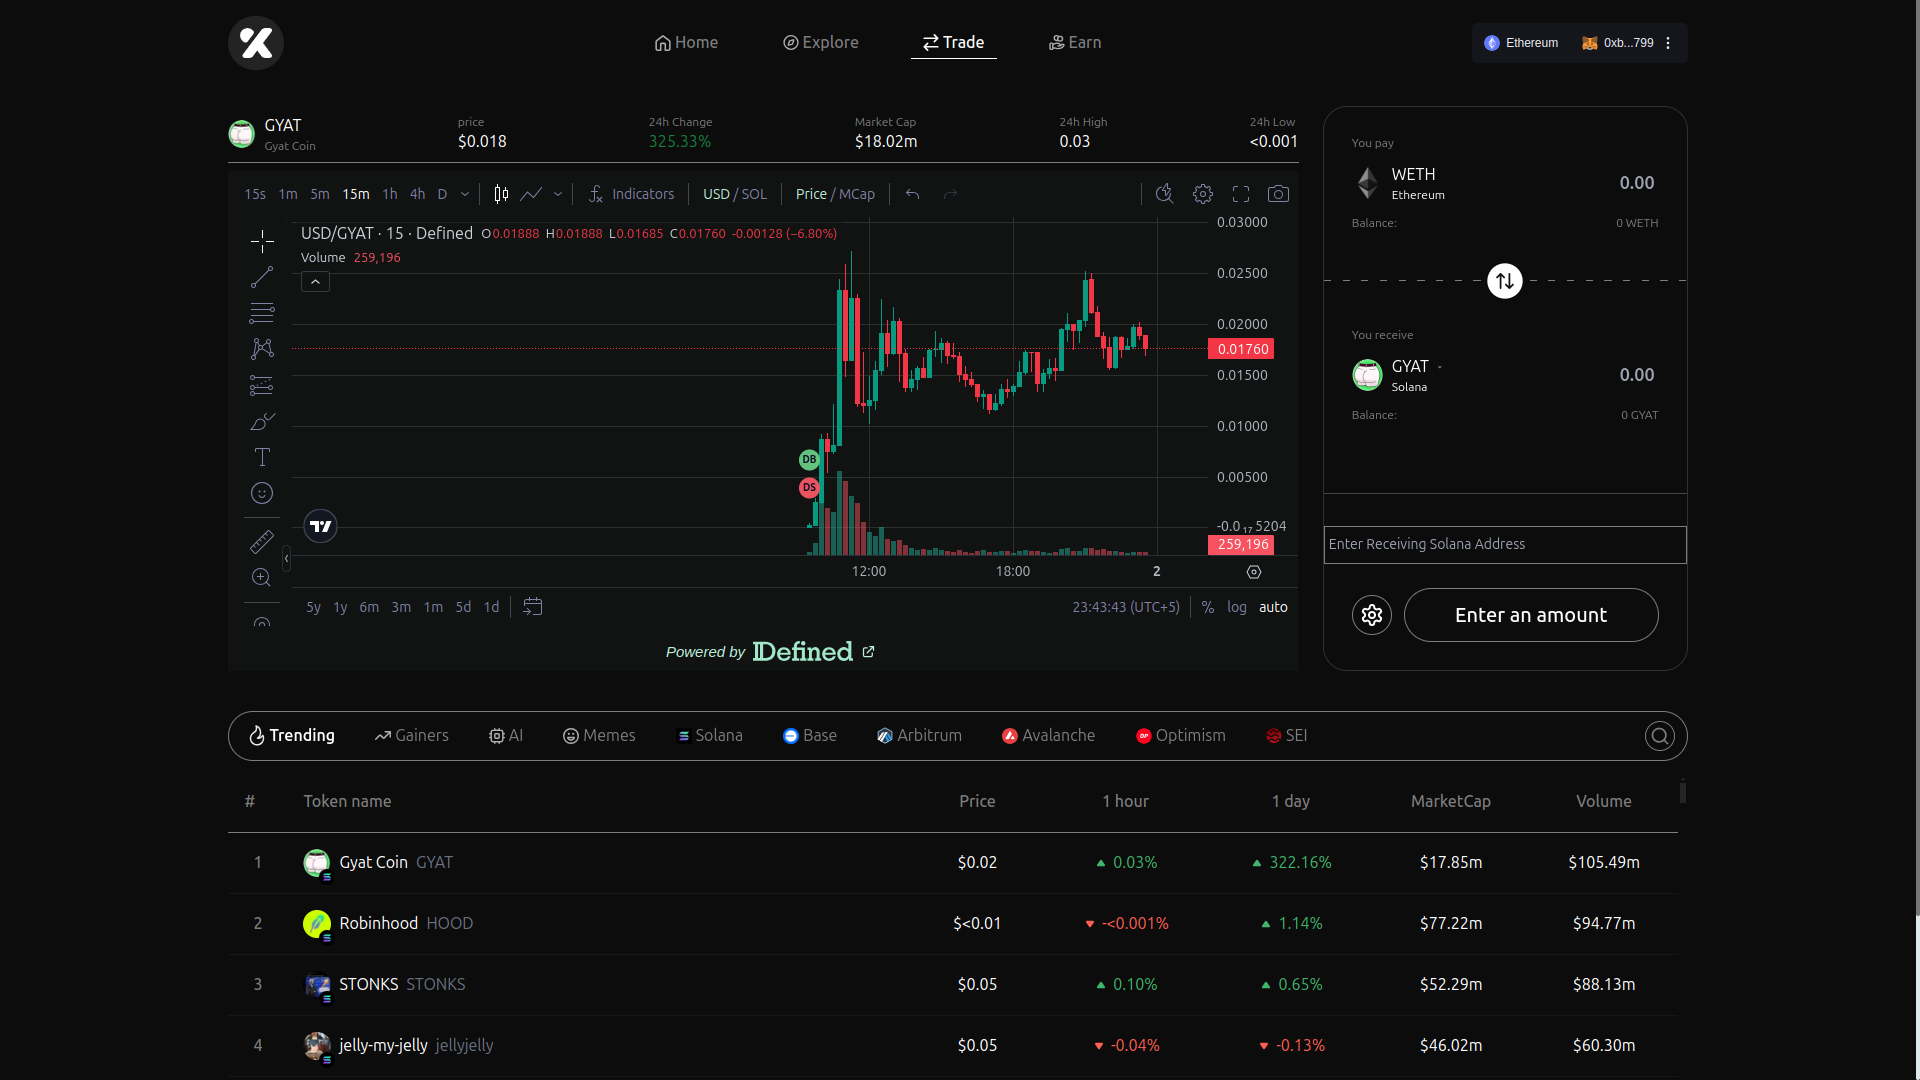 Home Explore Trade Earn
Ethereum 0xb...799
GYAT
Gyat Coin
price
$0.018
24h Change
325.33%
Market Cap
$18.02m
24h High
0.03
24h Low
<0.001
15s 1m 5m 15m 1h 4h D Indicators USD / SOL Price / MCap
USD/GYAT · 15 · Defined O0.01888 H0.01888 L0.01685 C0.01760 -0.00128 (−6.80%)
Volume 259,196
0.03000
0.02500
0.02000
0.01760
0.01500
0.01000
0.00500
-0.0₁₇5204
259,196
DB
DS
12:00 18:00 2
5y 1y 6m 3m 1m 5d 1d 23:43:43 (UTC+5) % log auto
Powered by Defined
You pay
WETH
Ethereum
0.00
Balance: 0 WETH
You receive
GYAT
Solana
0.00
Balance: 0 GYAT
Enter Receiving Solana Address
Enter an amount
Trending Gainers AI Memes Solana Base Arbitrum Avalanche Optimism SEI
# Token name Price 1 hour 1 day MarketCap Volume
1 Gyat Coin GYAT $0.02 0.03% 322.16% $17.85m $105.49m
2 Robinhood HOOD $<0.01 -<0.001% 1.14% $77.22m $94.77m
3 STONKS STONKS $0.05 0.10% 0.65% $52.29m $88.13m
4 jelly-my-jelly jellyjelly $0.05 -0.04% -0.13% $46.02m $60.30m